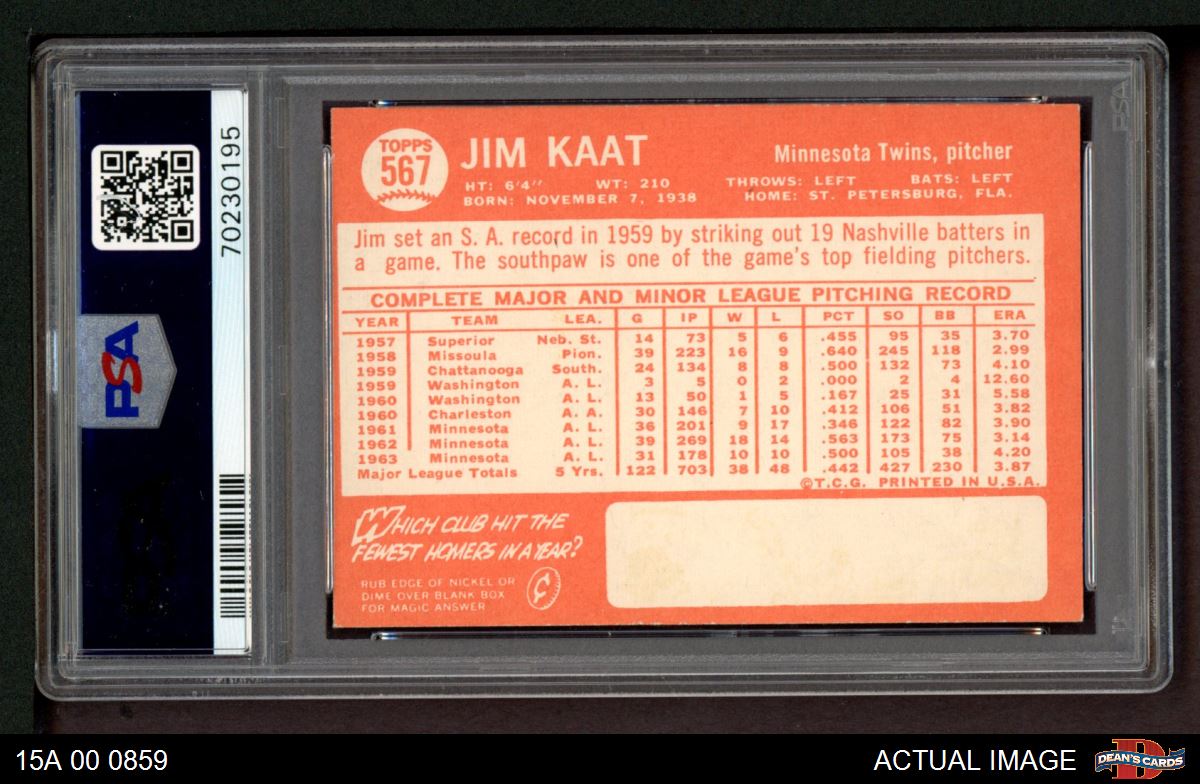 TOPPS
567
JIM KAAT
Minnesota Twins, pitcher
HT: 6'4" WT: 210 THROWS: LEFT BATS: LEFT
BORN: NOVEMBER 7, 1938 HOME: ST. PETERSBURG, FLA.
Jim set an S. A. record in 1959 by striking out 19 Nashville batters in
a game. The southpaw is one of the game's top fielding pitchers.
COMPLETE MAJOR AND MINOR LEAGUE PITCHING RECORD
YEAR TEAM LEA. G IP W L PCT SO BB ERA
1957 Superior Neb. St. 14 73 5 6 .455 95 35 3.70
1958 Missoula Pion. 39 223 16 9 .640 245 118 2.99
1959 Chattanooga South. 24 134 8 8 .500 132 73 4.10
1959 Washington A. L. 3 5 0 2 .000 2 4 12.60
1960 Washington A. L. 13 50 1 5 .167 25 31 5.58
1960 Charleston A. A. 30 146 7 10 .412 106 51 3.82
1961 Minnesota A. L. 36 201 9 17 .346 122 82 3.90
1962 Minnesota A. L. 39 269 18 14 .563 173 75 3.14
1963 Minnesota A. L. 31 178 10 10 .500 105 38 4.20
Major League Totals 5 Yrs. 122 703 38 48 .442 427 230 3.87
©T.C.G. PRINTED IN U.S.A.
WHICH CLUB HIT THE
FEWEST HOMERS IN A YEAR?
RUB EDGE OF NICKEL OR
DIME OVER BLANK BOX
FOR MAGIC ANSWER
¢
70230195
PSA
PSA
15A 00 0859
ACTUAL IMAGE
D
DEAN'S CARDS